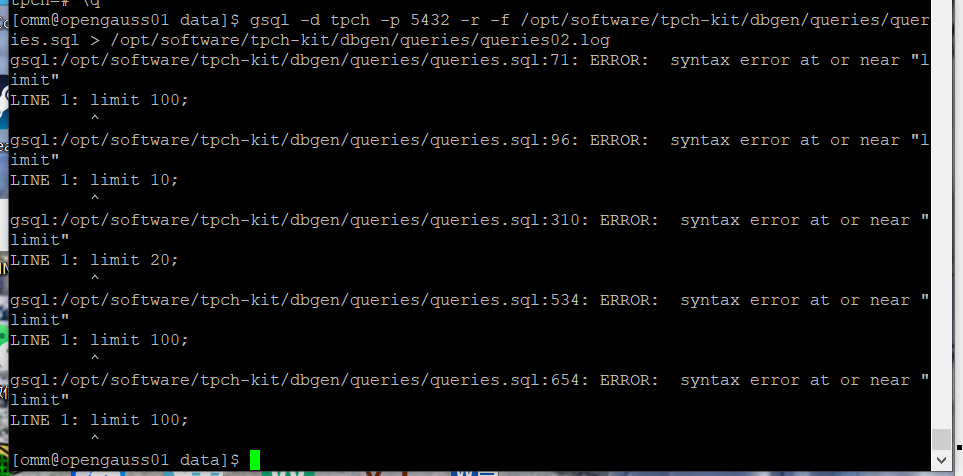 tpch=# \q
[omm@opengauss01 data]$ gsql -d tpch -p 5432 -r -f /opt/software/tpch-kit/dbgen/queries/quer
ies.sql > /opt/software/tpch-kit/dbgen/queries/queries02.log
gsql:/opt/software/tpch-kit/dbgen/queries/queries.sql:71: ERROR:  syntax error at or near "l
imit"
LINE 1: limit 100;
        ^
gsql:/opt/software/tpch-kit/dbgen/queries/queries.sql:96: ERROR:  syntax error at or near "l
imit"
LINE 1: limit 10;
        ^
gsql:/opt/software/tpch-kit/dbgen/queries/queries.sql:310: ERROR:  syntax error at or near "
limit"
LINE 1: limit 20;
        ^
gsql:/opt/software/tpch-kit/dbgen/queries/queries.sql:534: ERROR:  syntax error at or near "
limit"
LINE 1: limit 100;
        ^
gsql:/opt/software/tpch-kit/dbgen/queries/queries.sql:654: ERROR:  syntax error at or near "
limit"
LINE 1: limit 100;
        ^
[omm@opengauss01 data]$